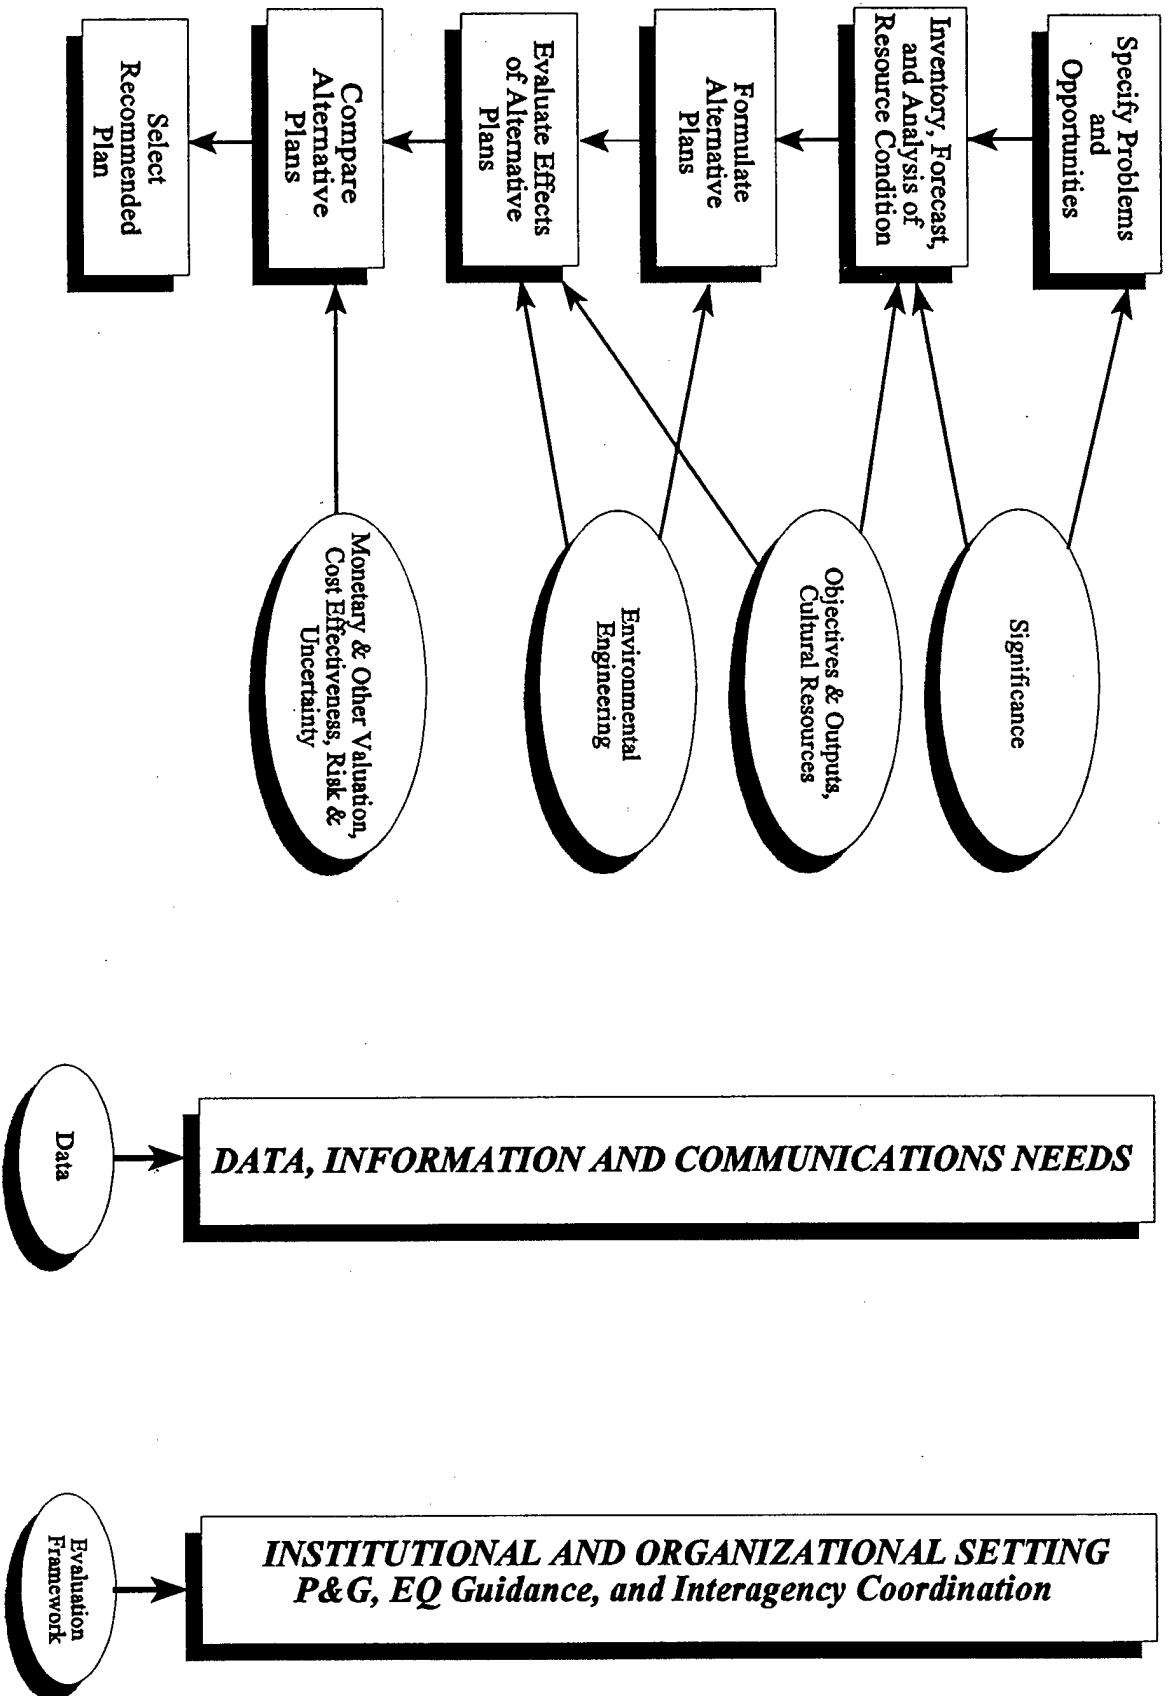 Specify Problems
and
Opportunities
Inventory, Forecast,
and Analysis of
Resource Condition
Formulate
Alternative
Plans
Evaluate Effects
of Alternative
Plans
Compare
Alternative
Plans
Select
Recommended
Plan
Significance
Objectives & Outputs,
Cultural Resources
Environmental
Engineering
Monetary & Other Valuation,
Cost Effectiveness, Risk &
Uncertainty
DATA, INFORMATION AND COMMUNICATIONS NEEDS
Data
INSTITUTIONAL AND ORGANIZATIONAL SETTING
P&G, EQ Guidance, and Interagency Coordination
Evaluation
Framework